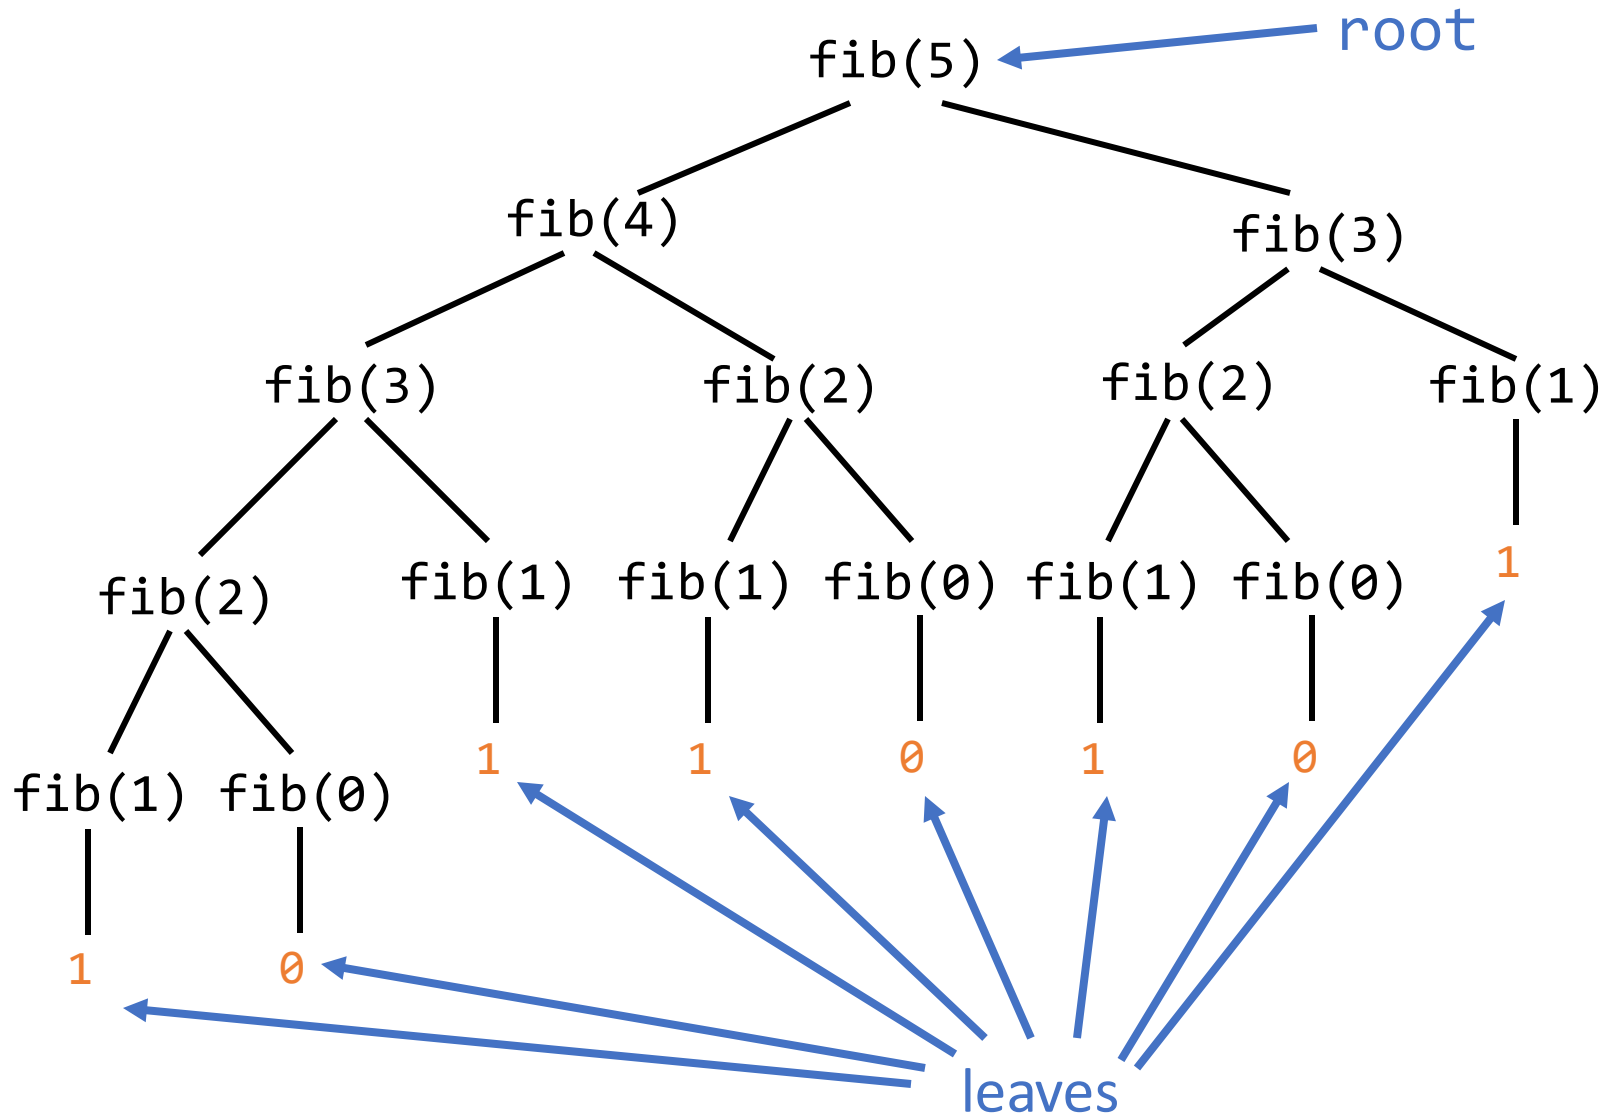 root
fib(5)
fib(4)
fib(3)
fib(3)
fib(2)
fib(2)
fib(1)
fib(2)
fib(1)
fib(1)
fib(0)
fib(1)
fib(0)
1
1
1
0
1
0
fib(1)
fib(0)
1
0
leaves